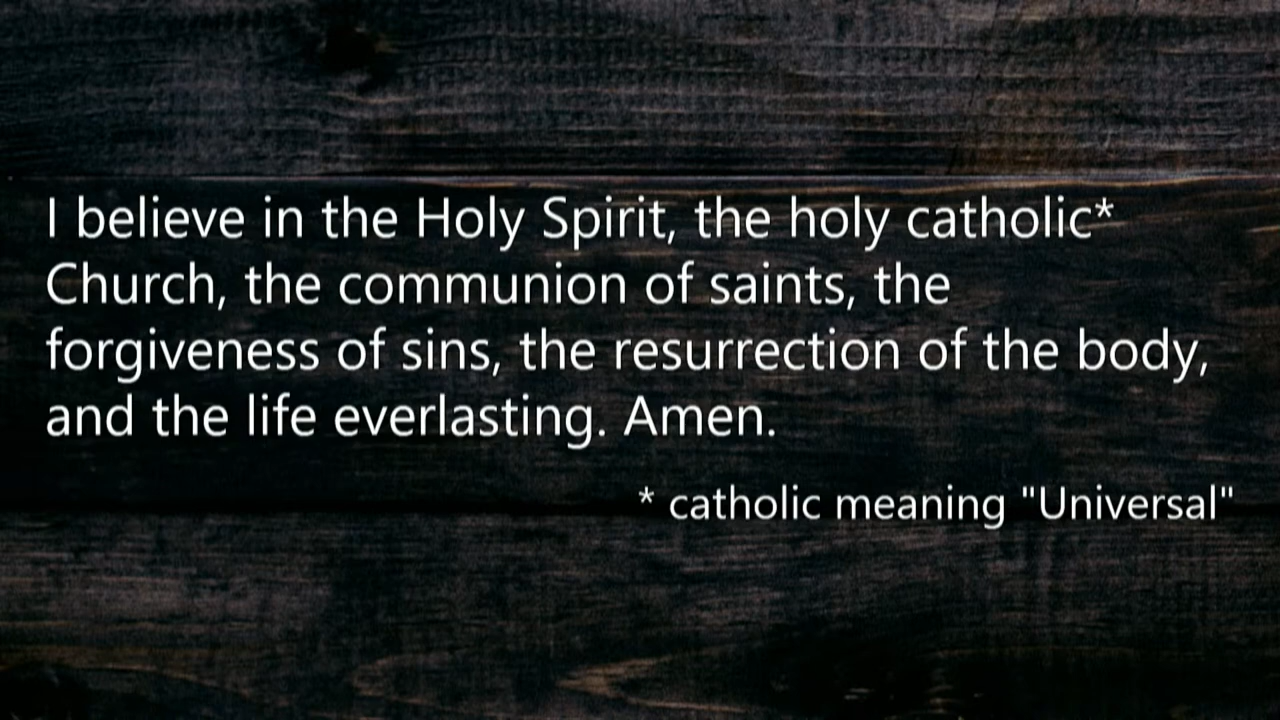 I believe in the Holy Spirit, the holy catholic*
Church, the communion of saints, the
forgiveness of sins, the resurrection of the body,
and the life everlasting. Amen.
* catholic meaning "Universal"